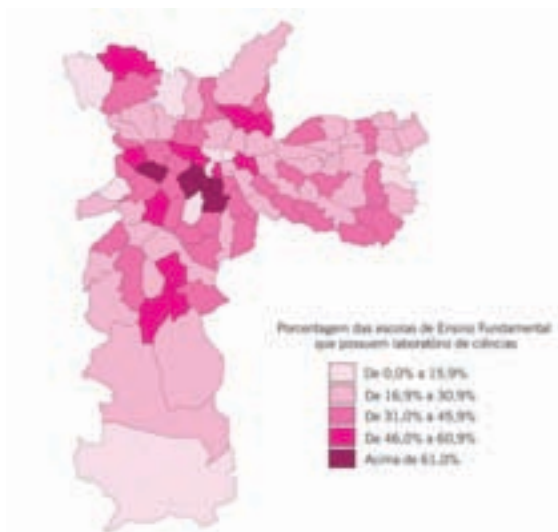 Porcentagem das escolas de Ensino Fundamental
que possuem laboratório de ciências
De 0,0% a 15,9%
De 16,9% a 30,9%
De 31,0% a 45,9%
De 46,0% a 60,9%
Acima de 61,0%